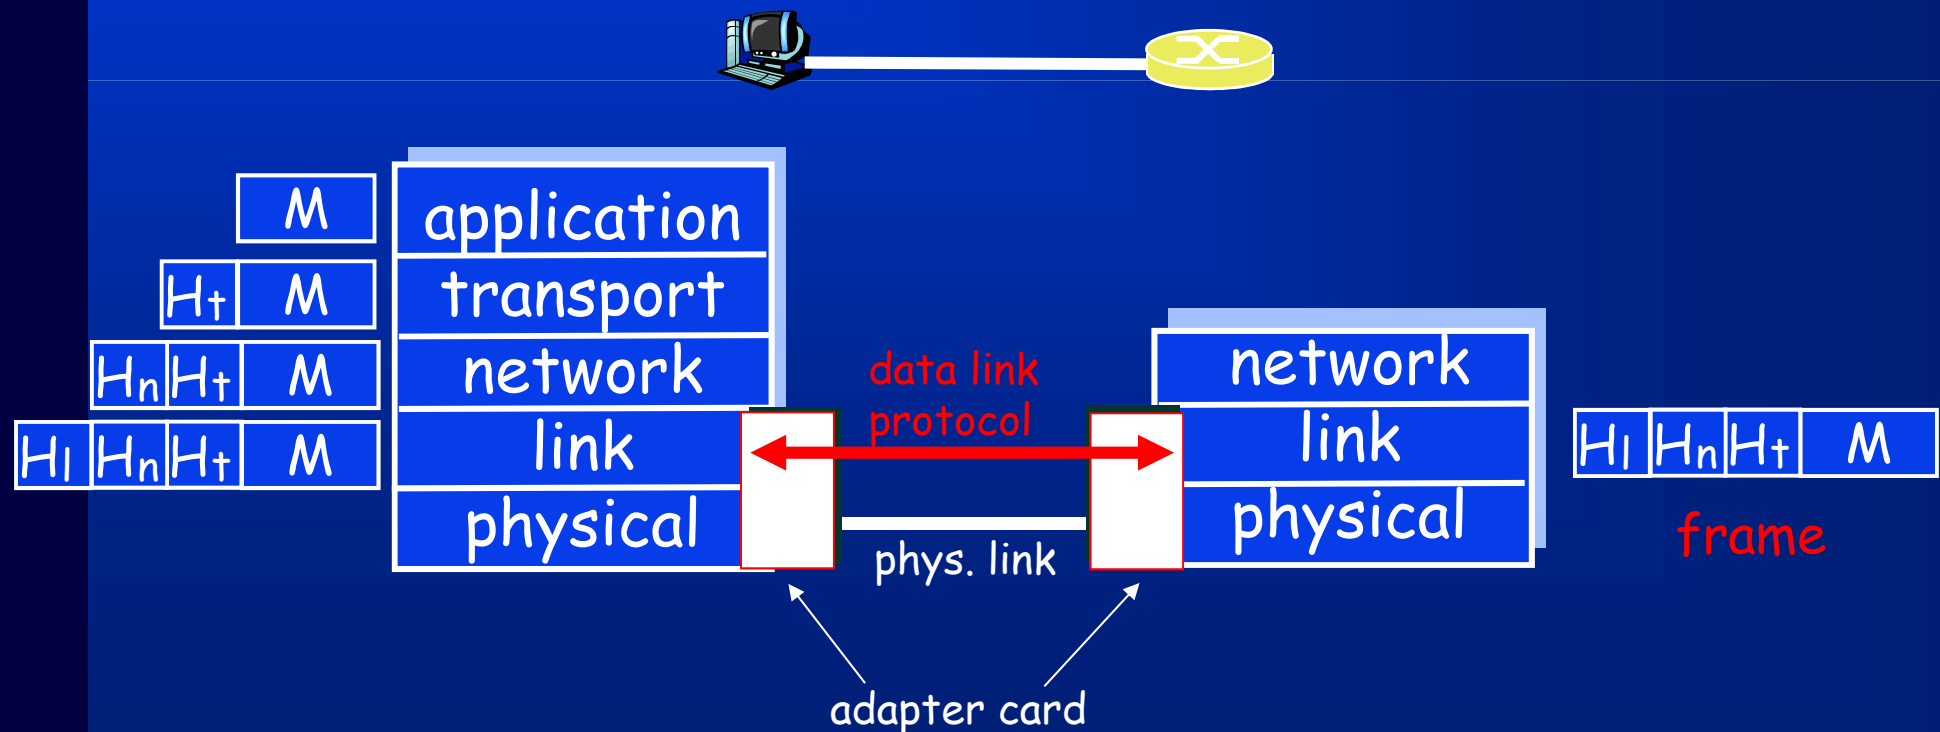 M
application
Ht M
transport
Hn Ht M
network
Hl Hn Ht M
link
physical
data link
protocol
phys. link
adapter card
network
link
physical
Hl Hn Ht M
frame